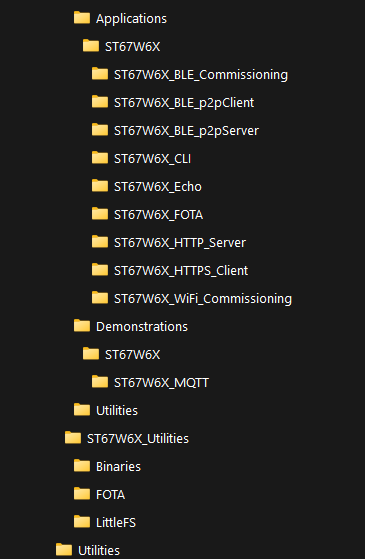 Applications
ST67W6X
ST67W6X_BLE_Commissioning
ST67W6X_BLE_p2pClient
ST67W6X_BLE_p2pServer
ST67W6X_CLI
ST67W6X_Echo
ST67W6X_FOTA
ST67W6X_HTTP_Server
ST67W6X_HTTPS_Client
ST67W6X_WiFi_Commissioning
Demonstrations
ST67W6X
ST67W6X_MQTT
Utilities
ST67W6X_Utilities
Binaries
FOTA
LittleFS
Utilities